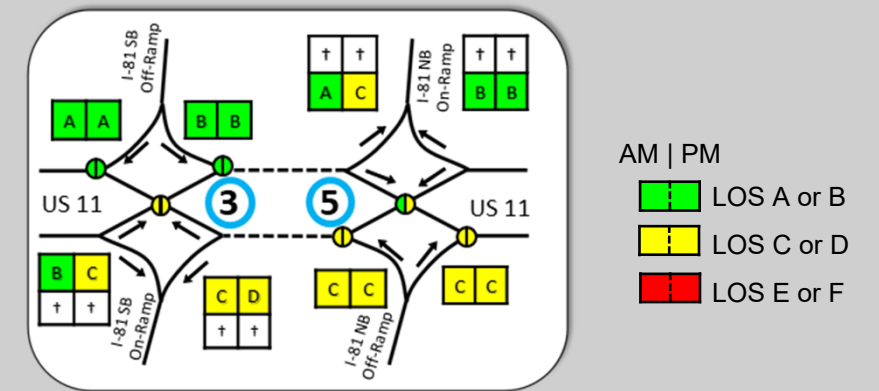 I-81 SB
Off-Ramp
† †
A C
I-81 NB
On-Ramp
† †
B B
A A
B B
US 11
3
5
US 11
B C
† †
I-81 SB
On-Ramp
C D
† †
C C
I-81 NB
Off-Ramp
C C
AM | PM
LOS A or B
LOS C or D
LOS E or F